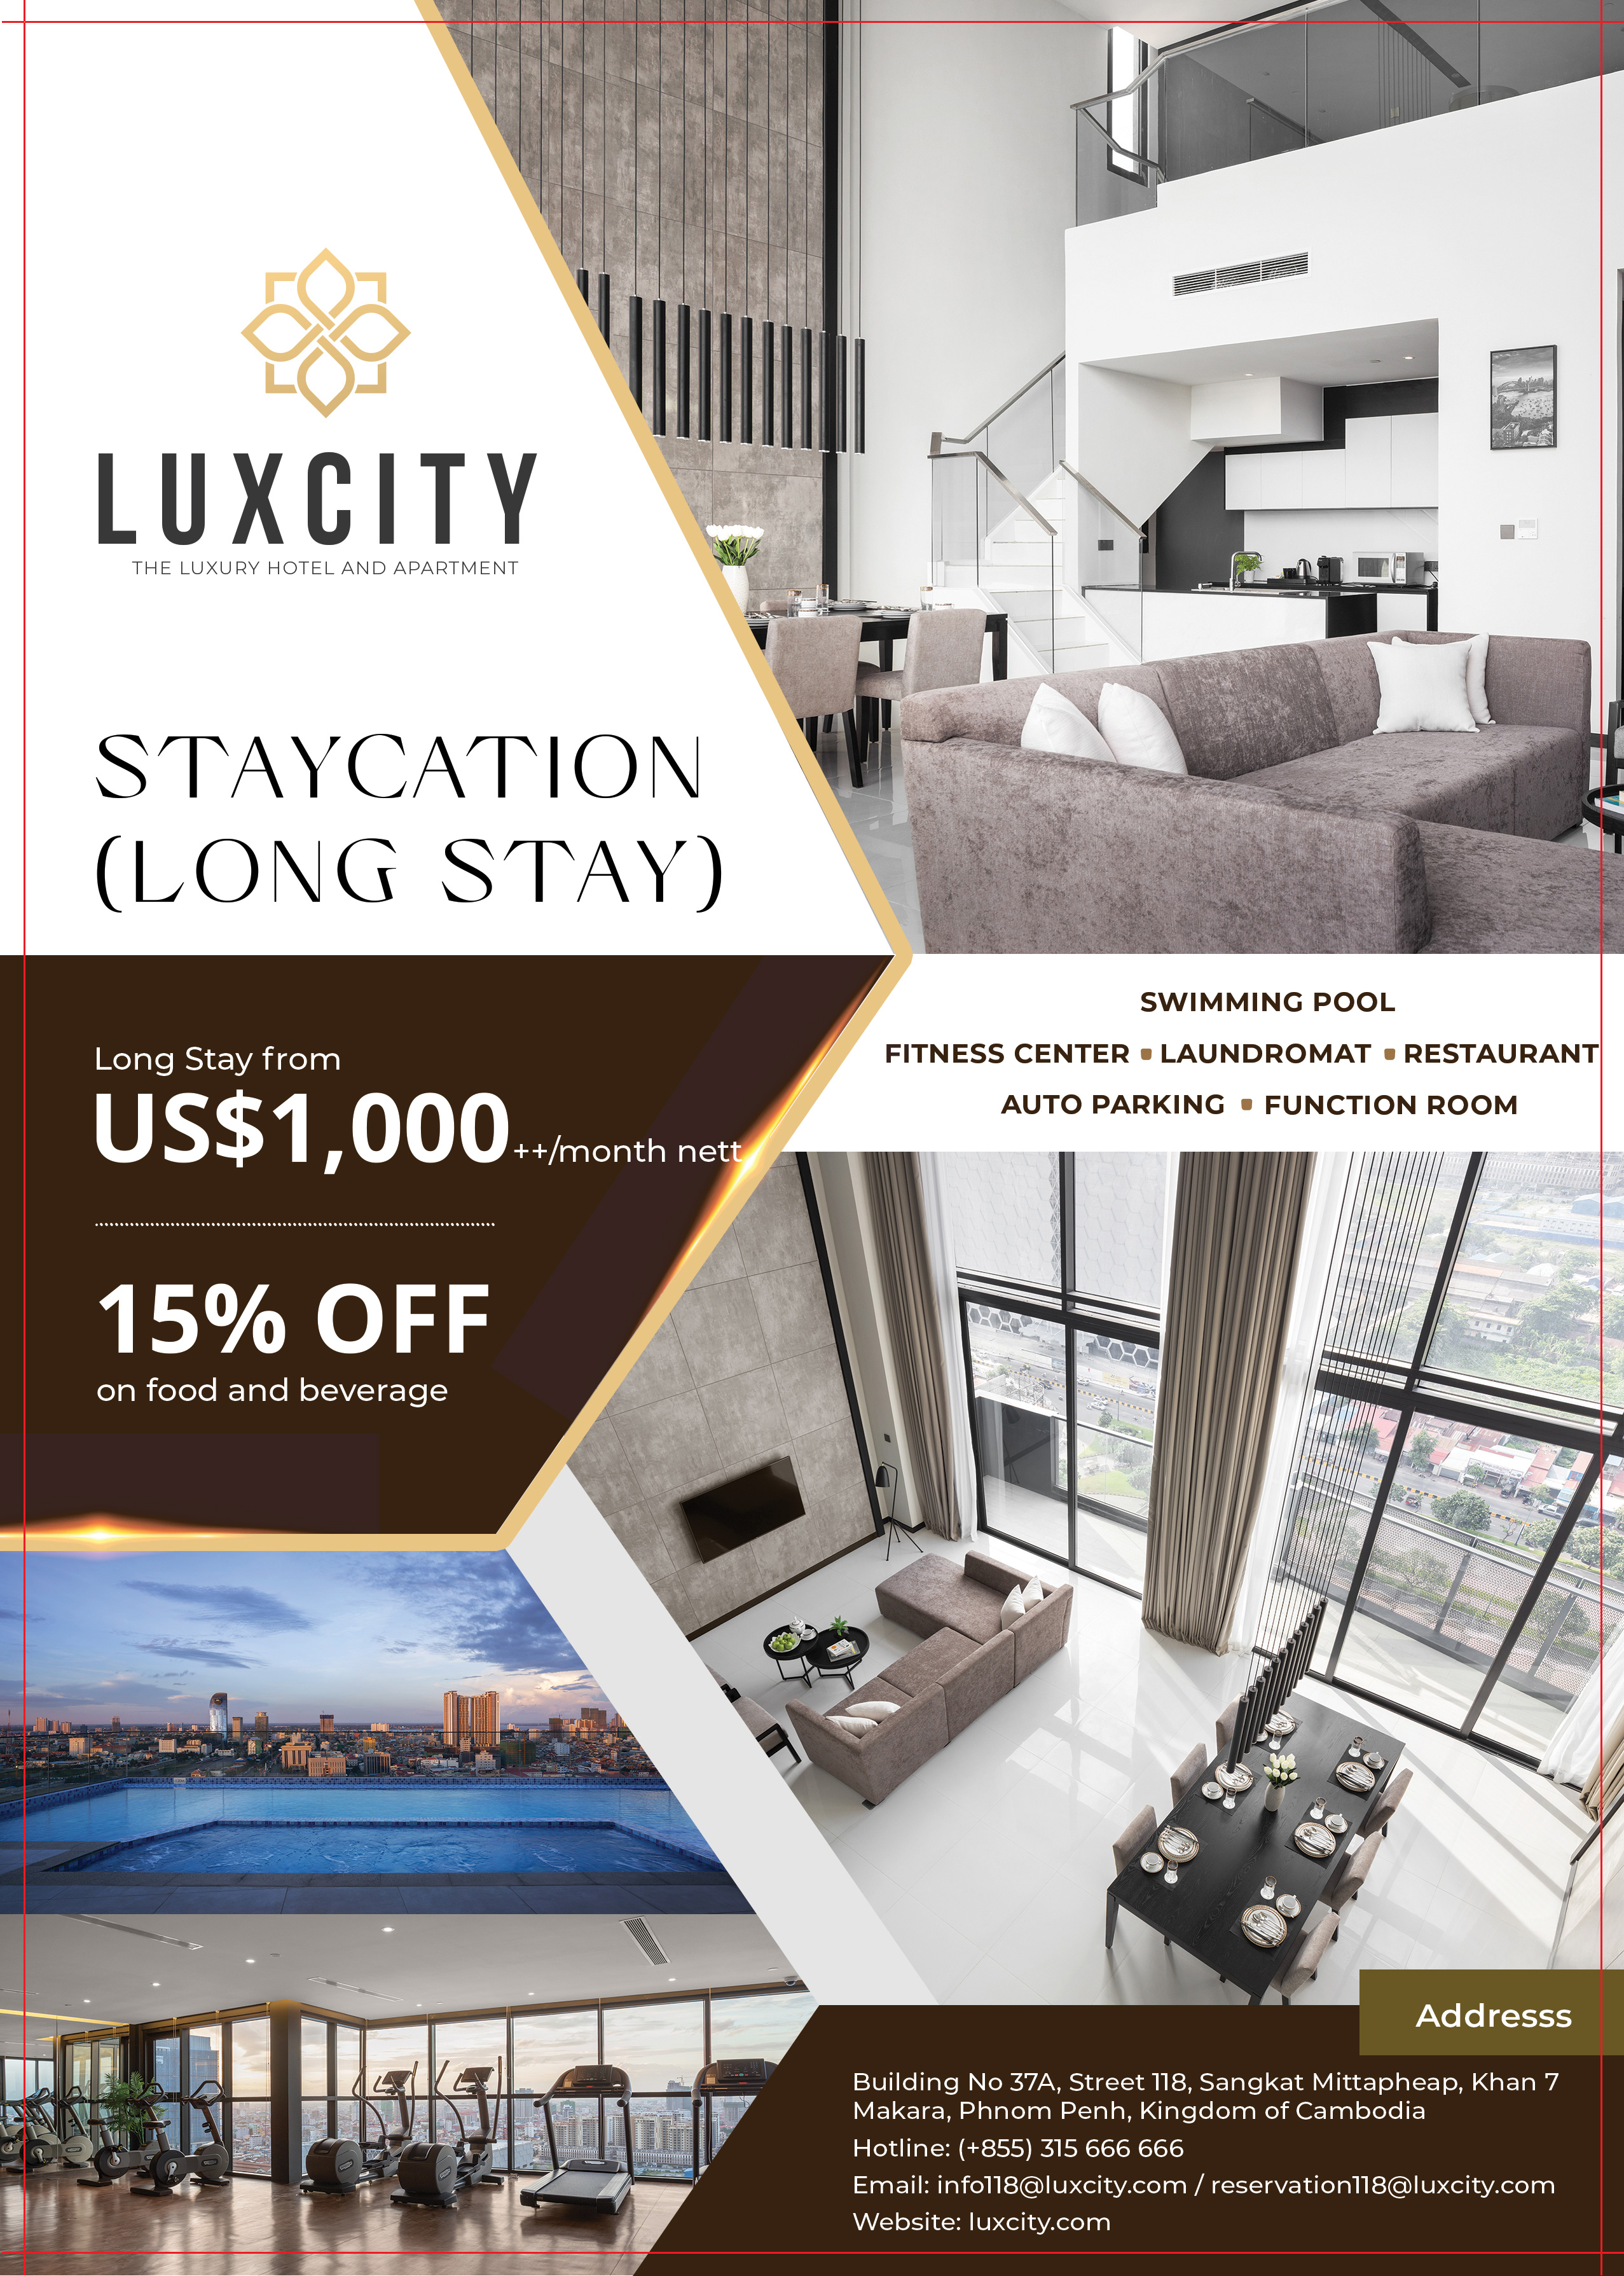 LUXCITY
THE LUXURY HOTEL AND APARTMENT
STAYCATION
(LONG STAY)
Long Stay from
US$1,000++/month nett
15% OFF
on food and beverage
SWIMMING POOL
FITNESS CENTER ▪ LAUNDROMAT ▪ RESTAURANT
AUTO PARKING ▪ FUNCTION ROOM
Addresss
Building No 37A, Street 118, Sangkat Mittapheap, Khan 7
Makara, Phnom Penh, Kingdom of Cambodia
Hotline: (+855) 315 666 666
Email: info118@luxcity.com / reservation118@luxcity.com
Website: luxcity.com